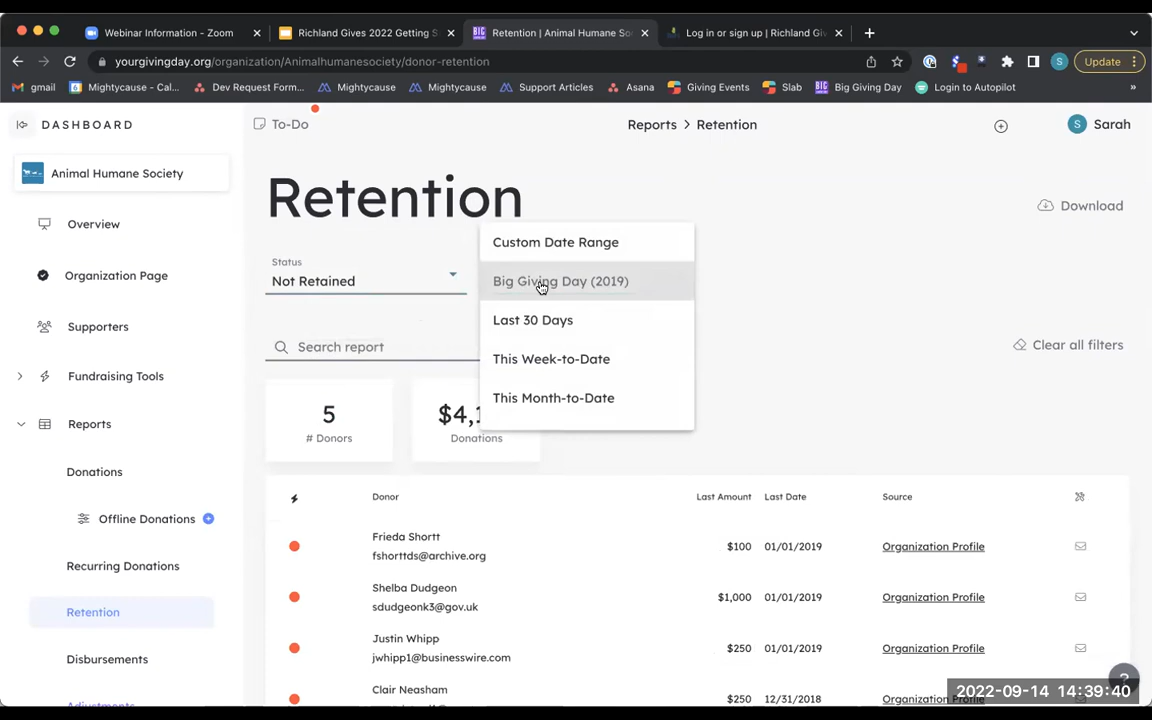 Webinar Information - Zoom
Richland Gives 2022 Getting S
Retention | Animal Humane So
Log in or sign up | Richland Giv
yourgivingday.org/organization/Animalhumanesociety/donor-retention
S
Update
gmail
Mightycause - Cal...
Dev Request Form...
Mightycause
Mightycause
Support Articles
Asana
Giving Events
Slab
Big Giving Day
Login to Autopilot
»
DASHBOARD
To-Do
Reports > Retention
S Sarah
Animal Humane Society
Overview
Organization Page
Supporters
Fundraising Tools
Reports
Donations
Offline Donations
Recurring Donations
Retention
Disbursements
Adjustments
Retention
Download
Status
Not Retained
Custom Date Range
Big Giving Day (2019)
Last 30 Days
This Week-to-Date
This Month-to-Date
Search report
Clear all filters
5
# Donors
$4,1
Donations
Donor Last Amount Last Date Source
Frieda Shortt
fshorttds@archive.org
$100 01/01/2019 Organization Profile
Shelba Dudgeon
sdudgeonk3@gov.uk
$1,000 01/01/2019 Organization Profile
Justin Whipp
jwhipp1@businesswire.com
$250 01/01/2019 Organization Profile
Clair Neasham
$250 12/31/2018 Organization Profile
?
2022-09-14 14:39:40